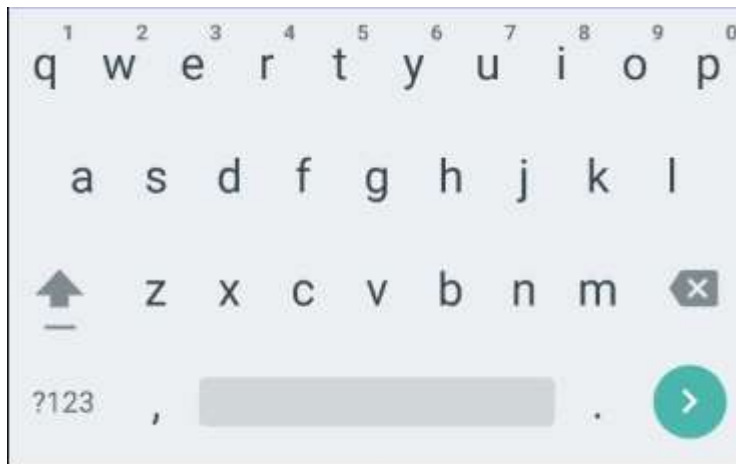 1 2 3 4 5 6 7 8 9 0
q w e r t y u i o p
a s d f g h j k l
z x c v b n m
?123 , .